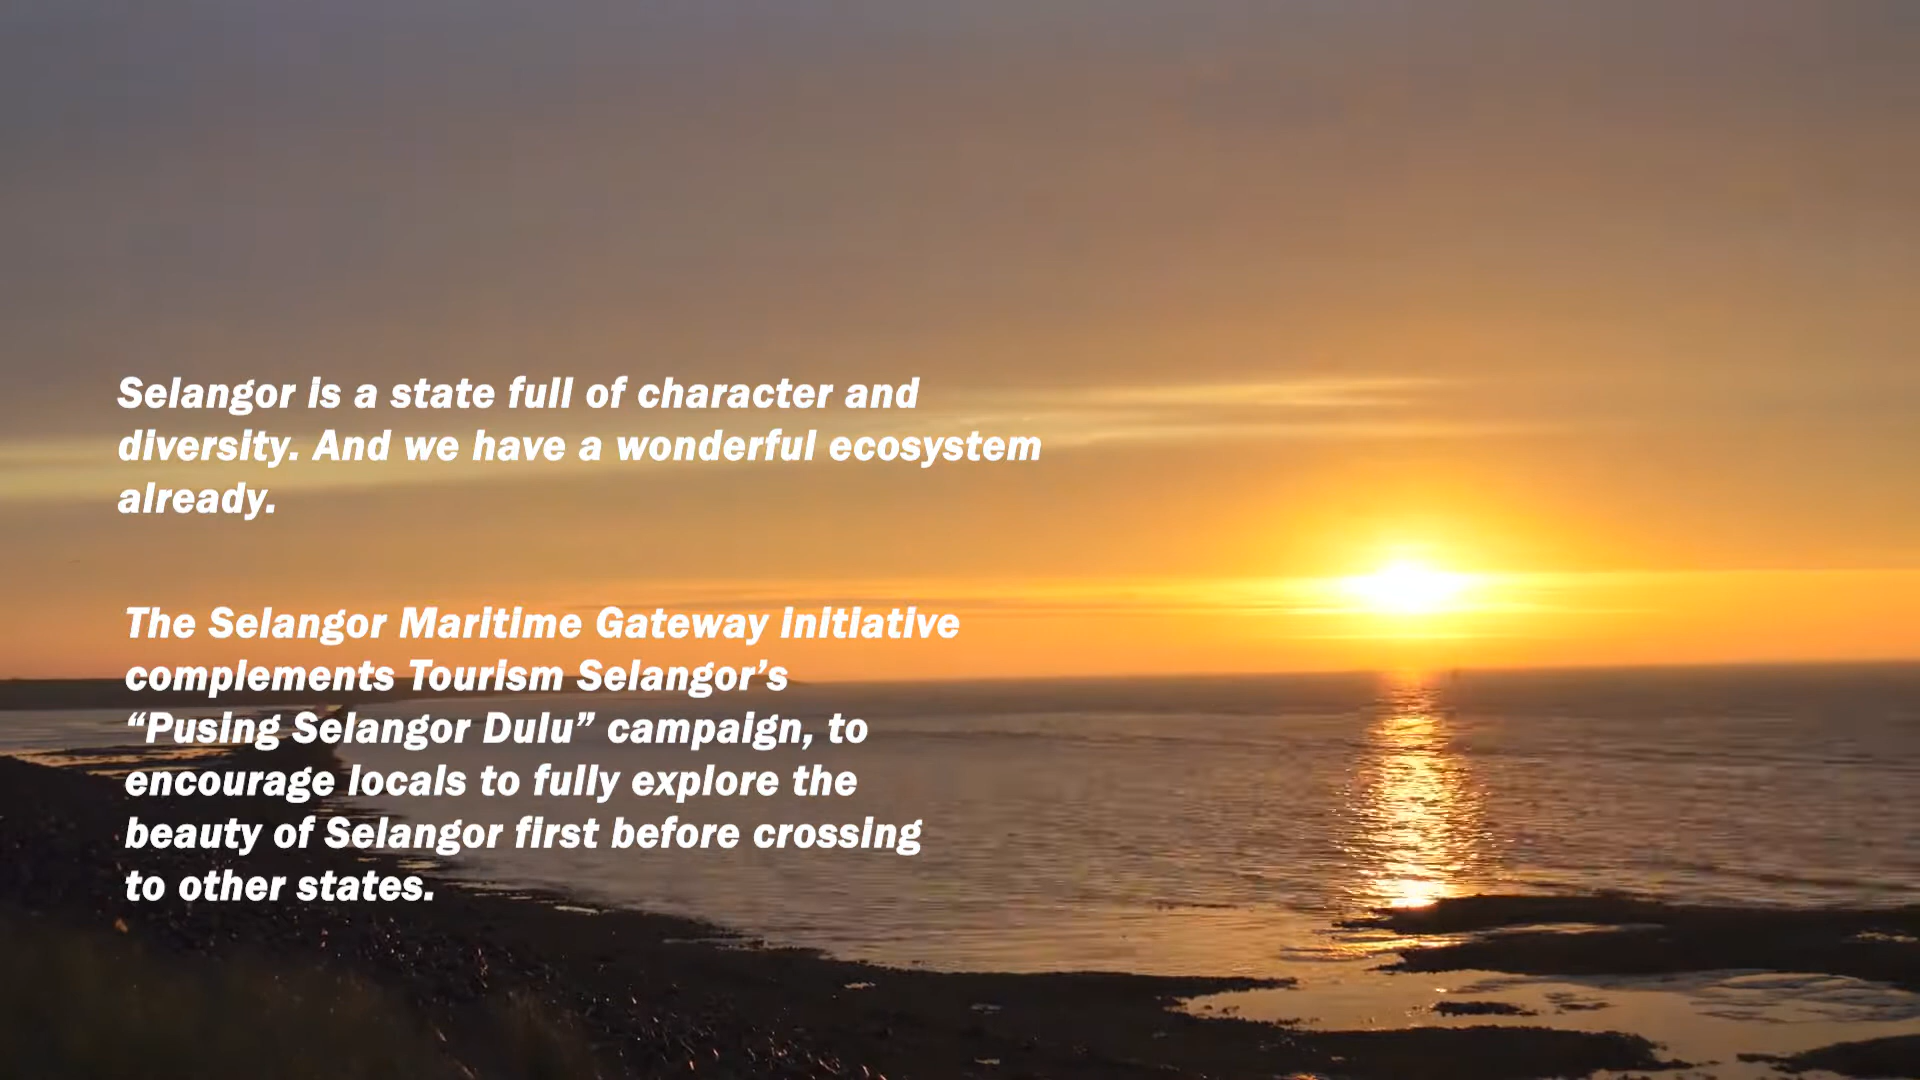 Selangor is a state full of character and
diversity. And we have a wonderful ecosystem
already.
The Selangor Maritime Gateway initiative
complements Tourism Selangor’s
“Pusing Selangor Dulu” campaign, to
encourage locals to fully explore the
beauty of Selangor first before crossing
to other states.